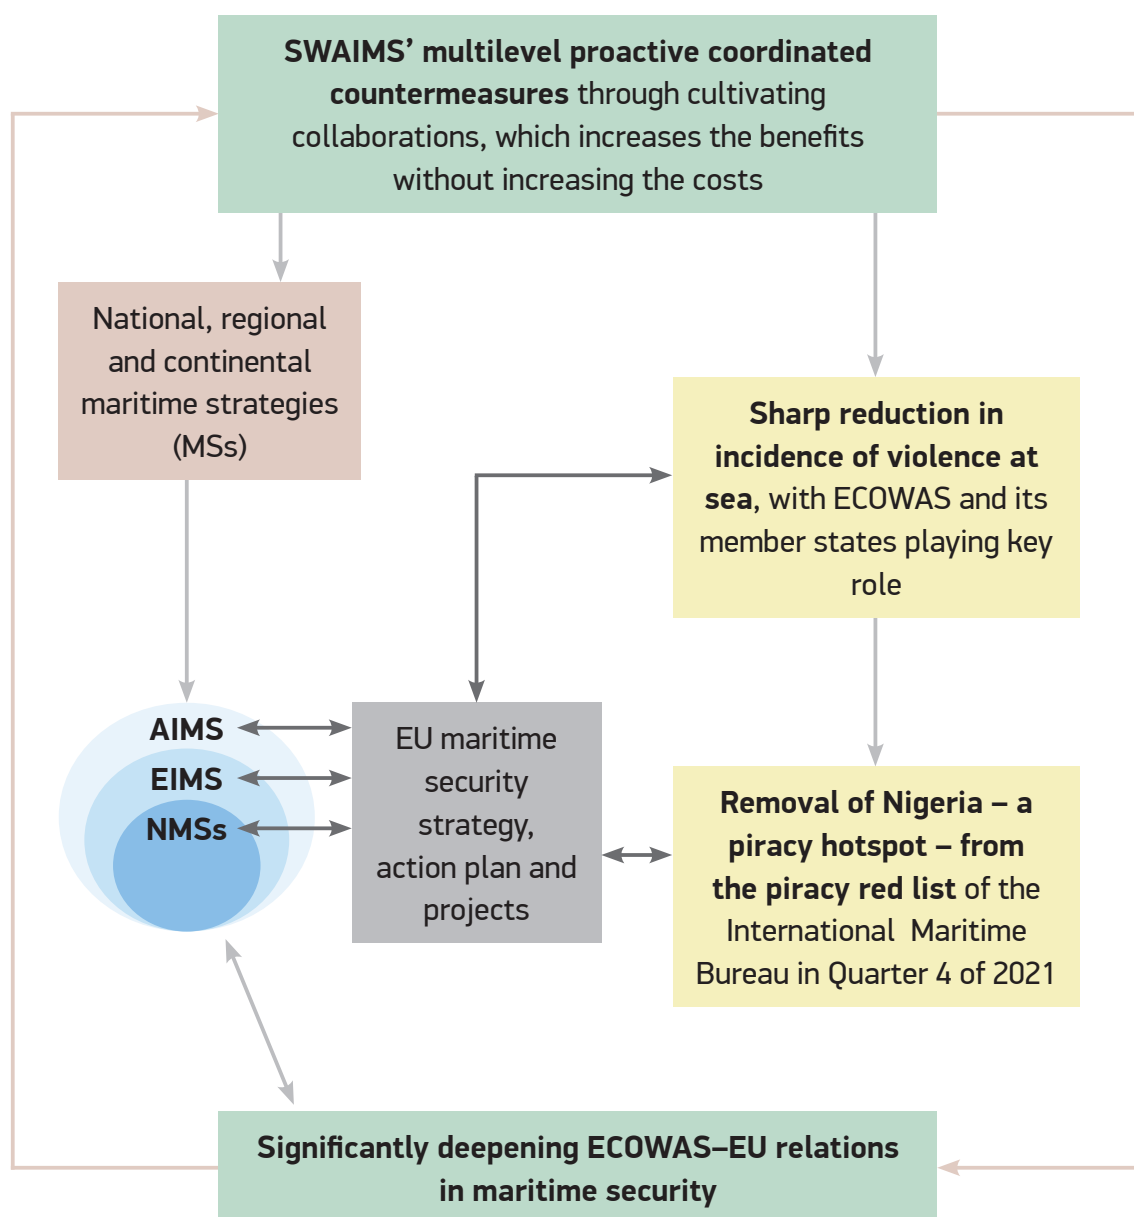 SWAIMS’ multilevel proactive coordinated
countermeasures through cultivating
collaborations, which increases the benefits
without increasing the costs
National, regional
and continental
maritime strategies
(MSs)
Sharp reduction in
incidence of violence at
sea, with ECOWAS and its
member states playing key
role
AIMS
EIMS
NMSs
EU maritime
security
strategy,
action plan and
projects
Removal of Nigeria – a
piracy hotspot – from
the piracy red list of the
International Maritime
Bureau in Quarter 4 of 2021
Significantly deepening ECOWAS–EU relations
in maritime security